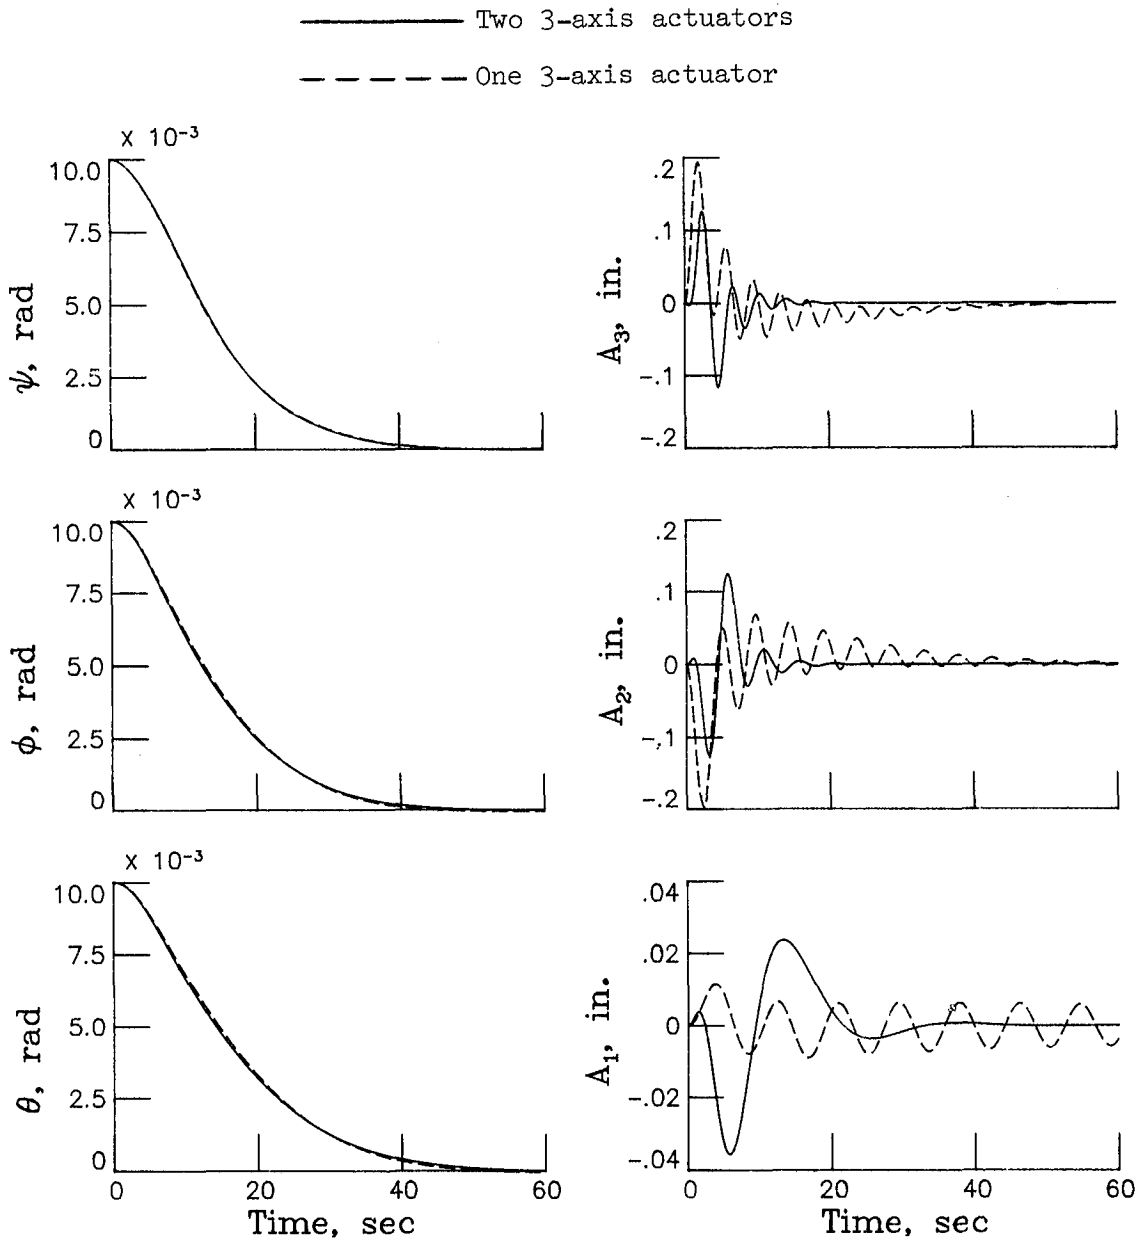 Two 3-axis actuators
One 3-axis actuator
X 10⁻³
10.0
7.5
5.0
2.5
0
ψ, rad
.2
.1
0
-.1
-.2
A₃, in.
X 10⁻³
10.0
7.5
5.0
2.5
0
φ, rad
.2
.1
0
-.1
-.2
A₂, in.
X 10⁻³
10.0
7.5
5.0
2.5
0
θ, rad
0 20 40 60
Time, sec
.04
.02
0
-.02
-.04
A₁, in.
0 20 40 60
Time, sec